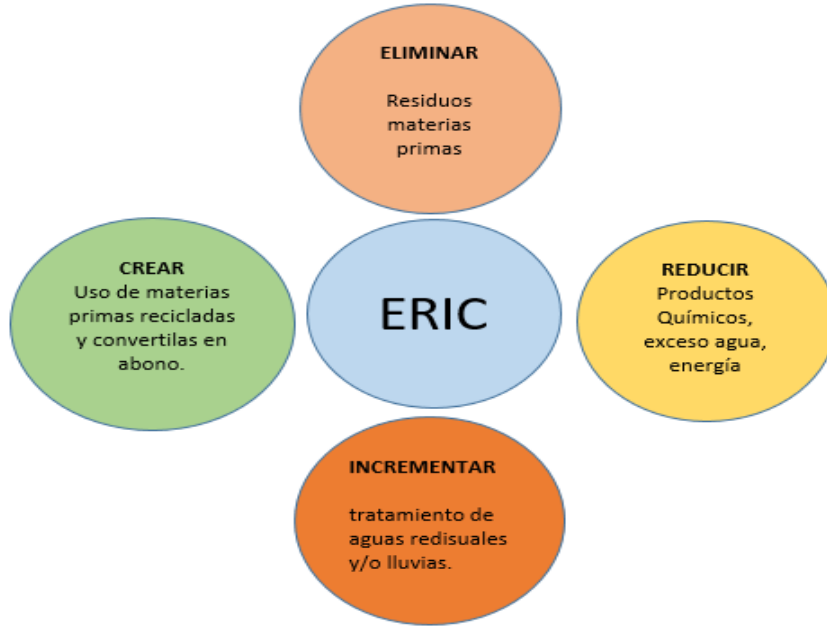 ELIMINAR
Residuos
materias
primas
CREAR
Uso de materias
primas recicladas
y convertilas en
abono.
ERIC
REDUCIR
Productos
Químicos,
exceso agua,
energía
INCREMENTAR
tratamiento de
aguas redisuales
y/o lluvias.